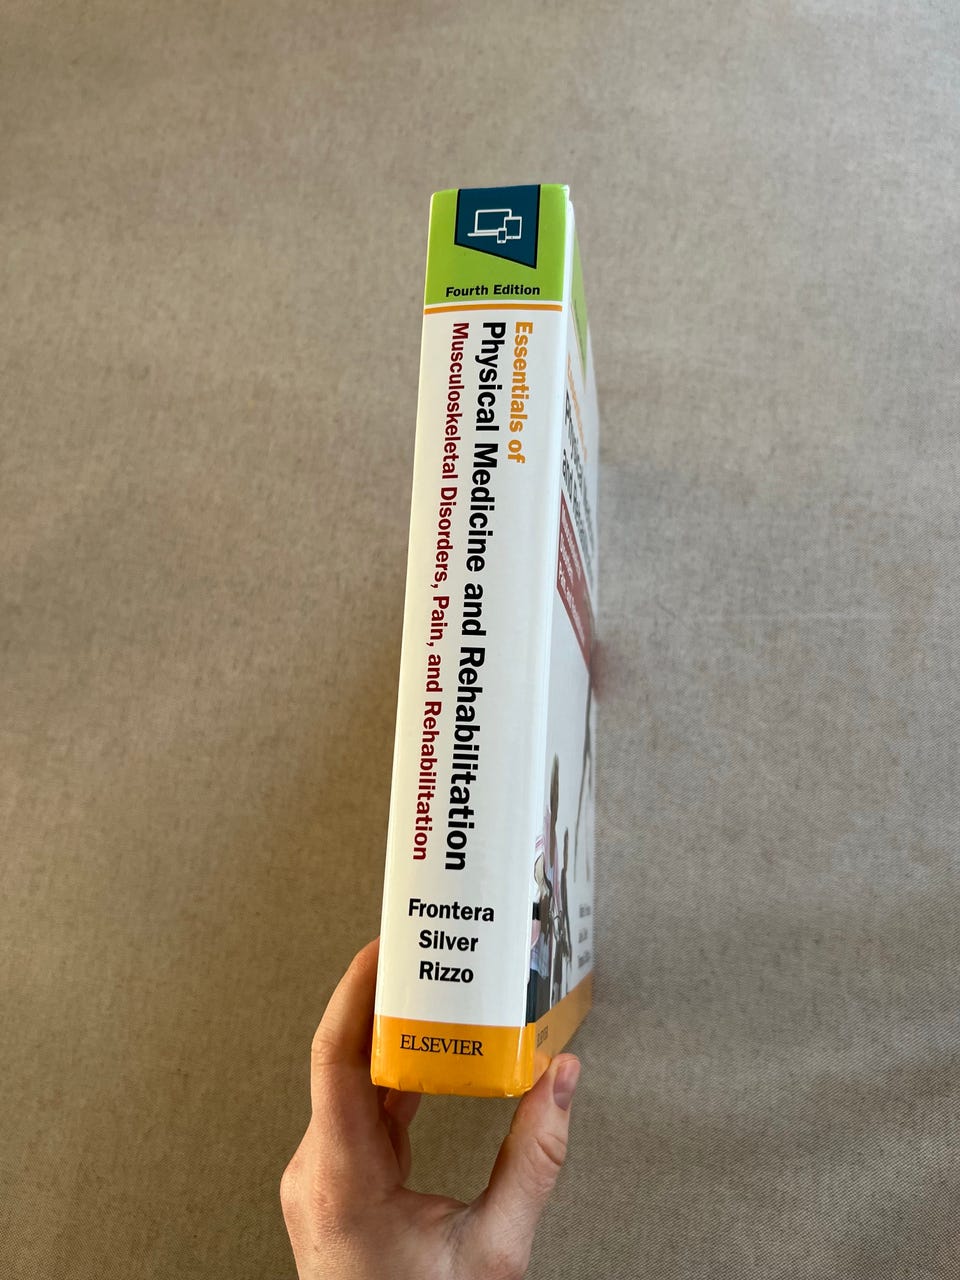 Fourth Edition
Essentials of
Physical Medicine and Rehabilitation
Musculoskeletal Disorders, Pain, and Rehabilitation
Frontera
Silver
Rizzo
ELSEVIER